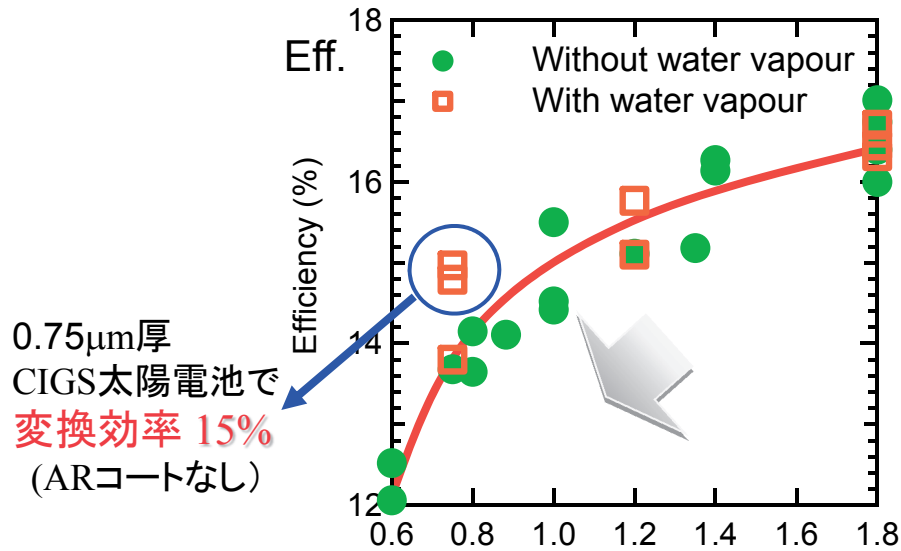 18
Eff.
Without water vapour
With water vapour
16
Efficiency (%)
14
12
0.6 0.8 1.0 1.2 1.4 1.6 1.8
0.75μm厚
CIGS太陽電池で
変換効率 15%
(ARコートなし）